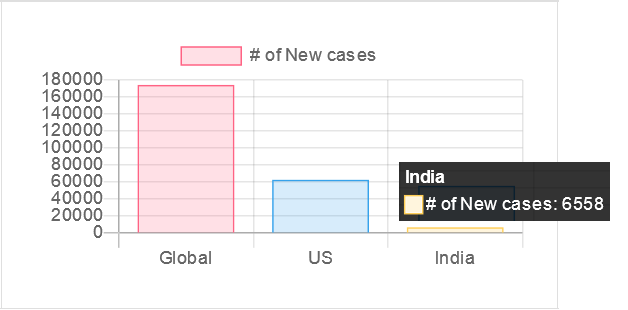 # of New cases
180000
160000
140000
120000
100000
80000
60000
40000
20000
0
India
# of New cases: 6558
Global
US
India